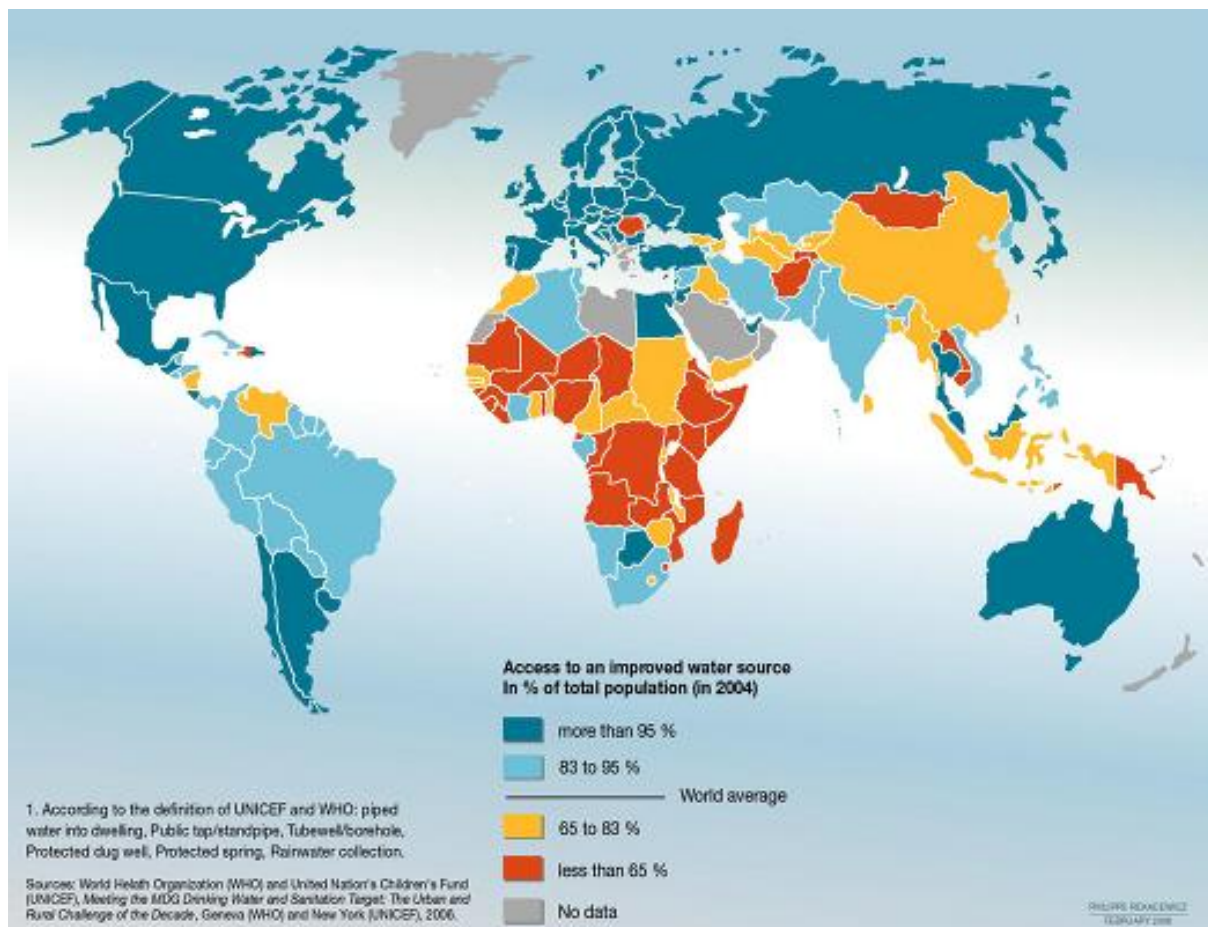 Access to an improved water source
In % of total population (in 2004)
more than 95 %
83 to 95 %
World average
65 to 83 %
less than 65 %
No data
1. According to the definition of UNICEF and WHO: piped
water into dwelling, Public tap/standpipe, Tubewell/borehole,
Protected dug well, Protected spring, Rainwater collection.
Sources: World Helath Organization (WHO) and United Nation's Children's Fund
(UNICEF), Meeting the MDG Drinking Water and Sanitation Target: The Urban and
Rural Challenge of the Decade, Geneva (WHO) and New York (UNICEF), 2006.
PHILIPPE REKACEWICZ
FEBRUARY